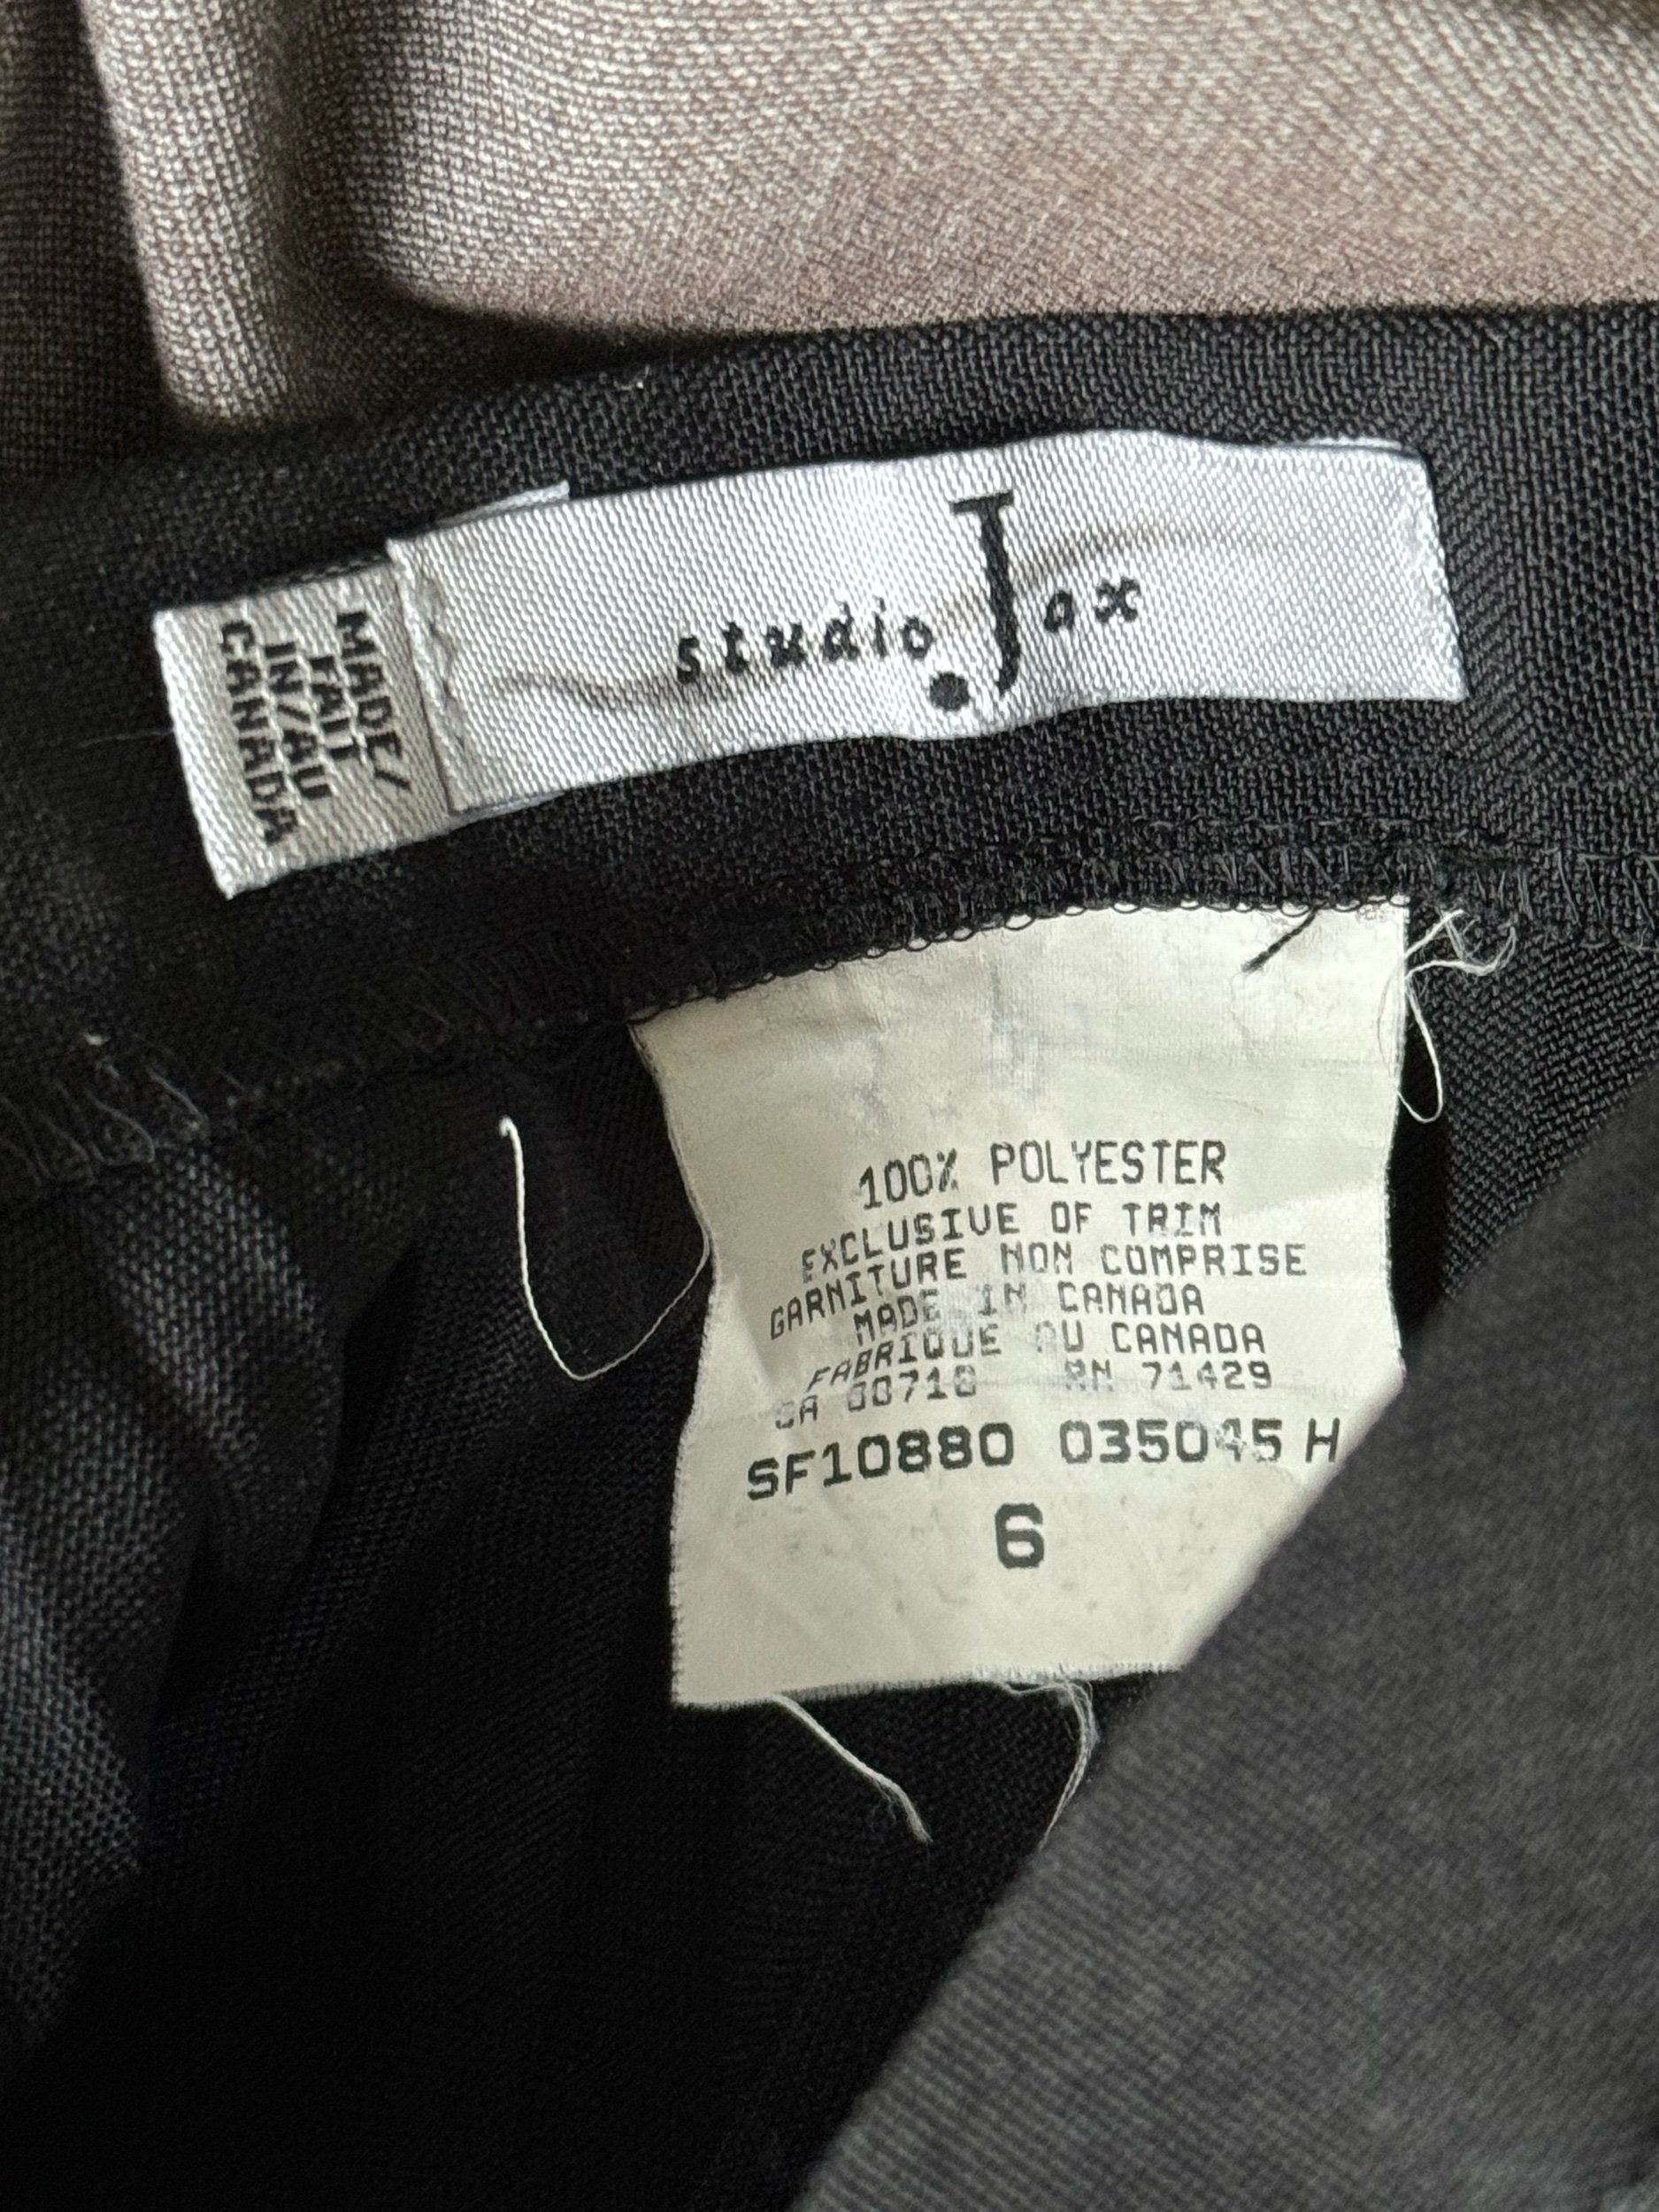 studio Jax
MADE/
FAIT
IN/AU
CANADA
100% POLYESTER
EXCLUSIVE OF TRIM
GARNITURE NON COMPRISE
MADE IN CANADA
FABRIQUE AU CANADA
CA 00718 RN 71429
SF10880 035045 H
6